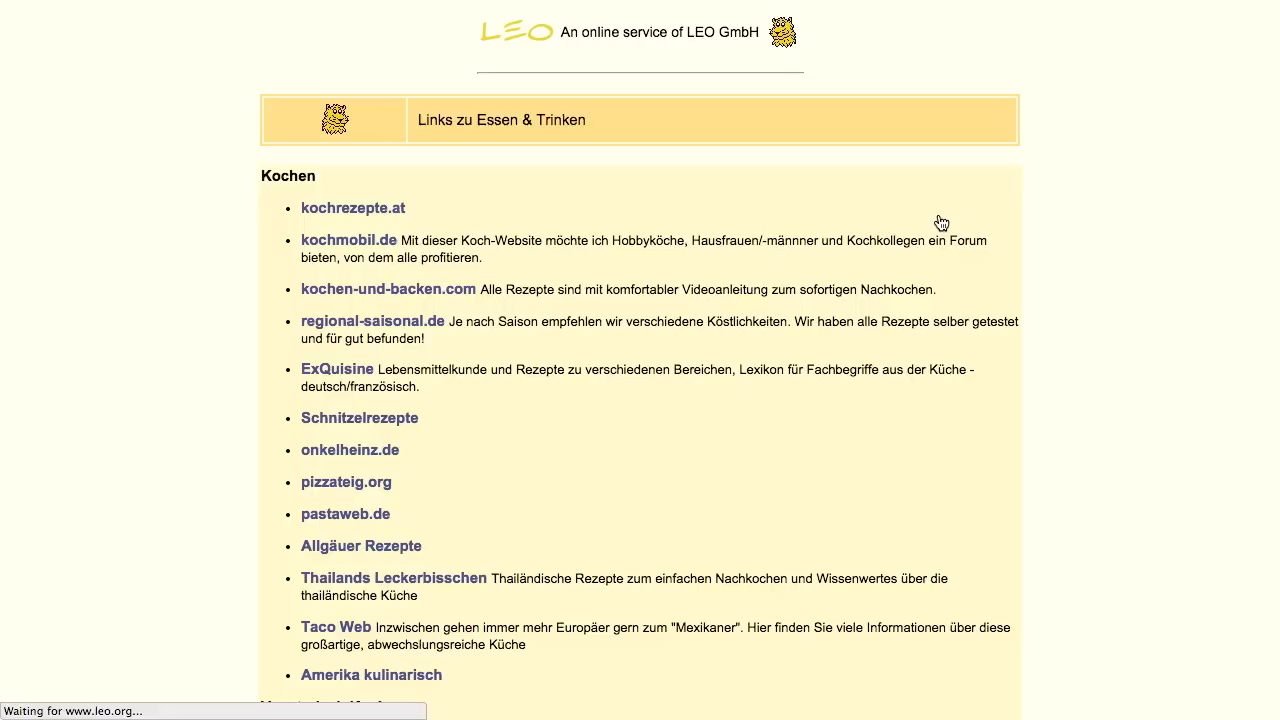 LEO An online service of LEO GmbH
Links zu Essen & Trinken
Kochen
kochrezepte.at
kochmobil.de Mit dieser Koch-Website möchte ich Hobbyköche, Hausfrauen/-männner und Kochkollegen ein Forum
bieten, von dem alle profitieren.
kochen-und-backen.com Alle Rezepte sind mit komfortabler Videoanleitung zum sofortigen Nachkochen.
regional-saisonal.de Je nach Saison empfehlen wir verschiedene Köstlichkeiten. Wir haben alle Rezepte selber getestet
und für gut befunden!
ExQuisine Lebensmittelkunde und Rezepte zu verschiedenen Bereichen, Lexikon für Fachbegriffe aus der Küche -
deutsch/französisch.
Schnitzelrezepte
onkelheinz.de
pizzateig.org
pastaweb.de
Allgäuer Rezepte
Thailands Leckerbisschen Thailändische Rezepte zum einfachen Nachkochen und Wissenwertes über die
thailändische Küche
Taco Web Inzwischen gehen immer mehr Europäer gern zum "Mexikaner". Hier finden Sie viele Informationen über diese
großartige, abwechslungsreiche Küche
Amerika kulinarisch
Waiting for www.leo.org...